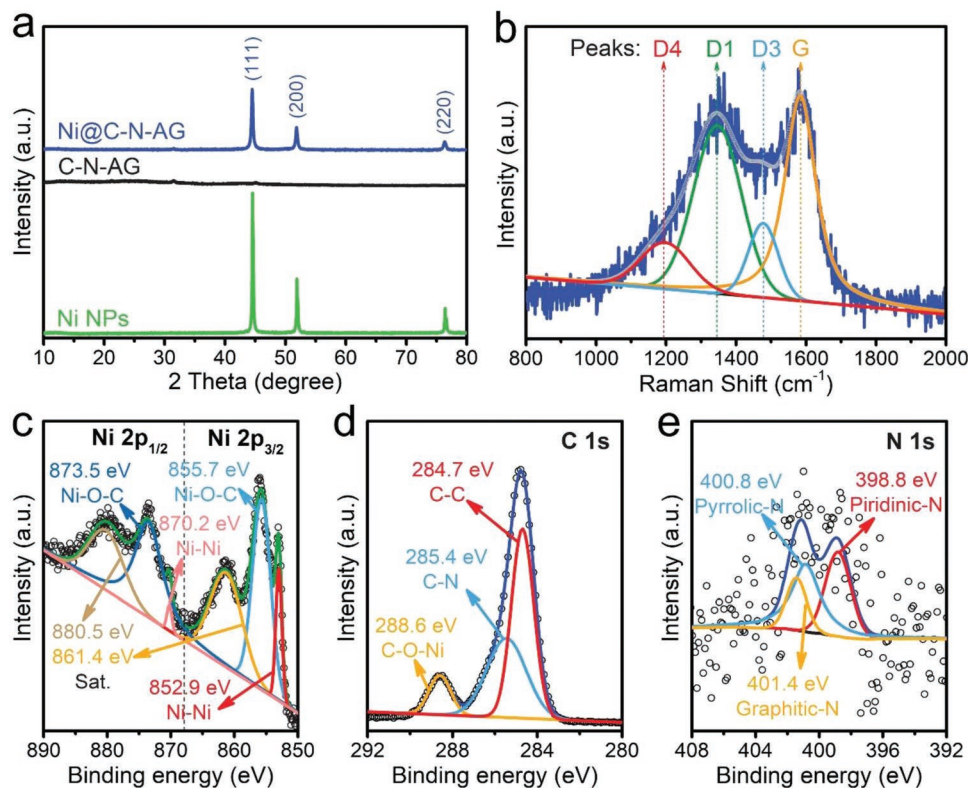 a
Intensity (a.u.)
Ni@C-N-AG
C-N-AG
Ni NPs
(111)
(200)
(220)
10 20 30 40 50 60 70 80
2 Theta (degree)
b
Intensity (a.u.)
Peaks: D4 D1 D3 G
800 1000 1200 1400 1600 1800 2000
Raman Shift (cm-1)
c
Intensity (a.u.)
Ni 2p1/2 Ni 2p3/2
873.5 eV
Ni-O-C
855.7 eV
Ni-O-C
870.2 eV
Ni-Ni
880.5 eV
861.4 eV
Sat.
852.9 eV
Ni-Ni
890 880 870 860 850
Binding energy (eV)
d
Intensity (a.u.)
C 1s
284.7 eV
C-C
285.4 eV
C-N
288.6 eV
C-O-Ni
292 288 284 280
Binding energy (eV)
e
Intensity (a.u.)
N 1s
400.8 eV
Pyrrolic-N
398.8 eV
Piridinic-N
401.4 eV
Graphitic-N
408 404 400 396 392
Binding energy (eV)